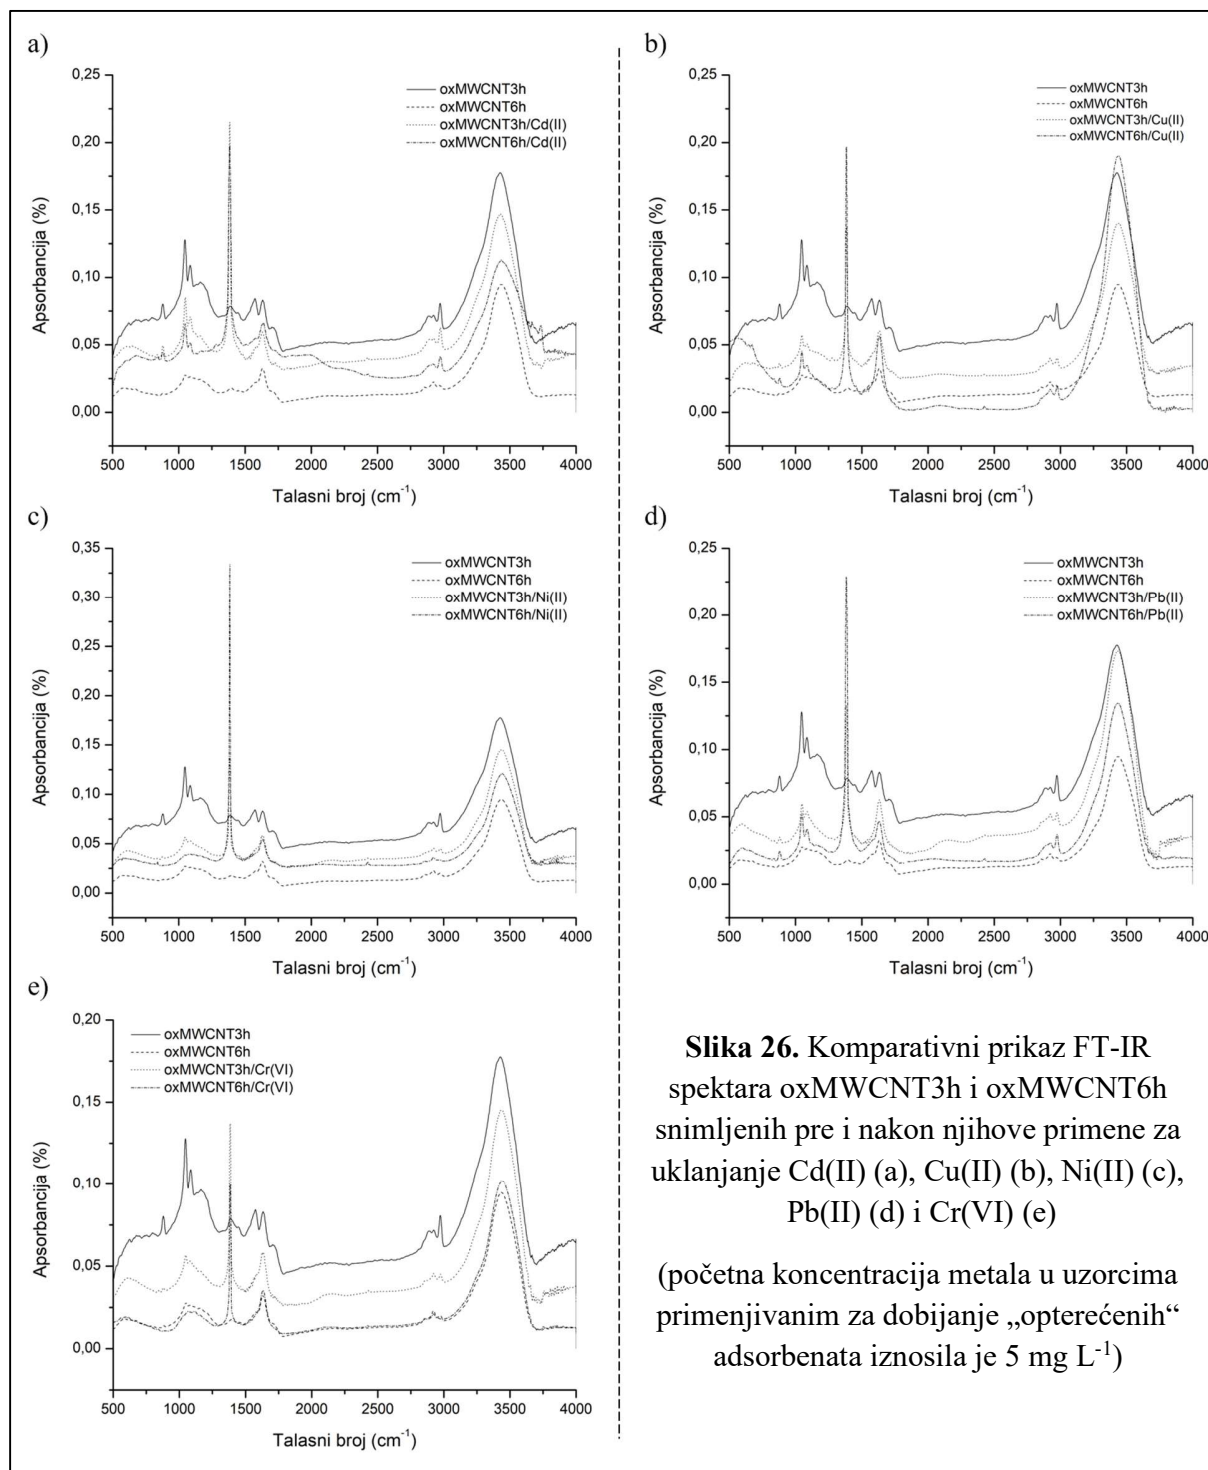 a)
0,25
0,20
0,15
0,10
0,05
0,00
Apsorbancija (%)
oxMWCNT3h
oxMWCNT6h
oxMWCNT3h/Cd(II)
oxMWCNT6h/Cd(II)
500 1000 1500 2000 2500 3000 3500 4000
Talasni broj (cm⁻¹)
b)
0,25
0,20
0,15
0,10
0,05
0,00
Apsorbancija (%)
oxMWCNT3h
oxMWCNT6h
oxMWCNT3h/Cu(II)
oxMWCNT6h/Cu(II)
500 1000 1500 2000 2500 3000 3500 4000
Talasni broj (cm⁻¹)
c)
0,35
0,30
0,35
0,20
0,15
0,10
0,05
0,00
Apsorbancija (%)
oxMWCNT3h
oxMWCNT6h
oxMWCNT3h/Ni(II)
oxMWCNT6h/Ni(II)
500 1000 1500 2000 2500 3000 3500 4000
Talasni broj (cm⁻¹)
d)
0,25
0,20
0,15
0,10
0,05
0,00
Apsorbancija (%)
oxMWCNT3h
oxMWCNT6h
oxMWCNT3h/Pb(II)
oxMWCNT6h/Pb(II)
500 1000 1500 2000 2500 3000 3500 4000
Talasni broj (cm⁻¹)
e)
0,20
0,15
0,10
0,05
0,00
Apsorbancija (%)
oxMWCNT3h
oxMWCNT6h
oxMWCNT3h/Cr(VI)
oxMWCNT6h/Cr(VI)
500 1000 1500 2000 2500 3000 3500 4000
Talasni broj (cm⁻¹)
Slika 26. Komparativni prikaz FT-IR
spektara oxMWCNT3h i oxMWCNT6h
snimljenih pre i nakon njihove primene za
uklanjanje Cd(II) (a), Cu(II) (b), Ni(II) (c),
Pb(II) (d) i Cr(VI) (e)
(početna koncentracija metala u uzorcima
primenjivanim za dobijanje „opterećenih“
adsorbenata iznosila je 5 mg L⁻¹)